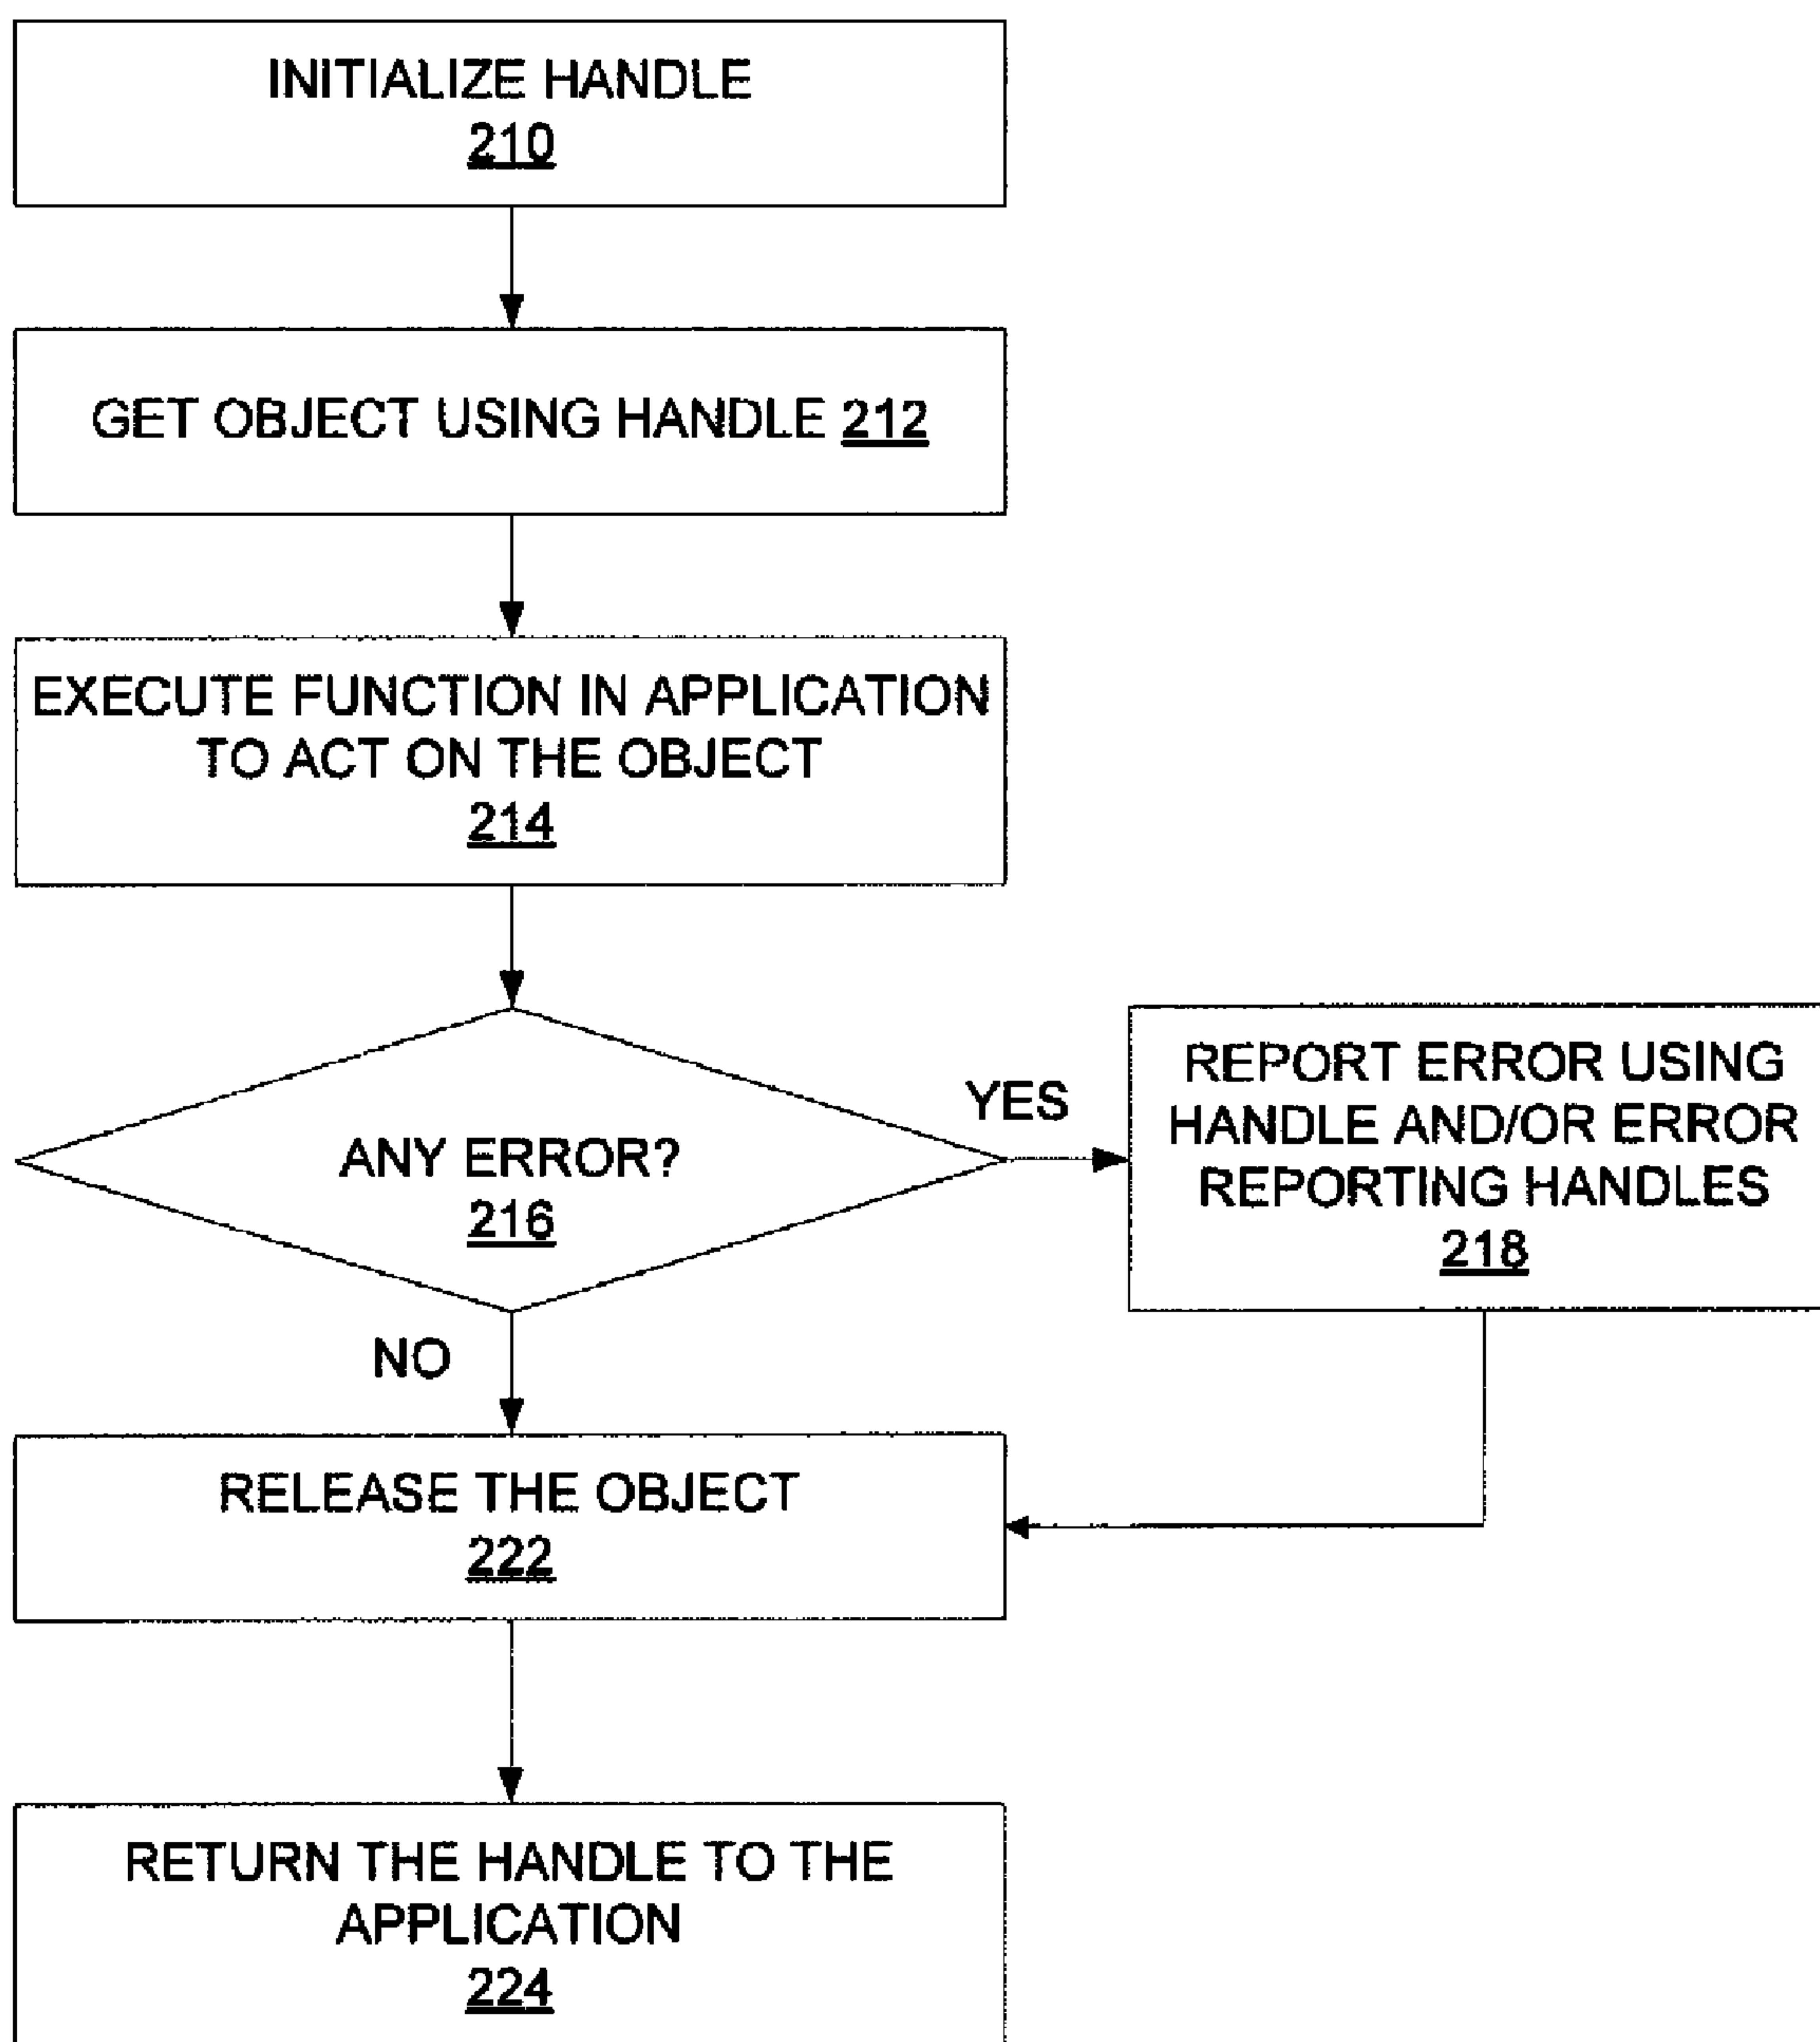 INITIALIZE HANDLE
210
GET OBJECT USING HANDLE 212
EXECUTE FUNCTION IN APPLICATION
TO ACT ON THE OBJECT
214
ANY ERROR?
216
YES
REPORT ERROR USING
HANDLE AND/OR ERROR
REPORTING HANDLES
218
NO
RELEASE THE OBJECT
222
RETURN THE HANDLE TO THE
APPLICATION
224